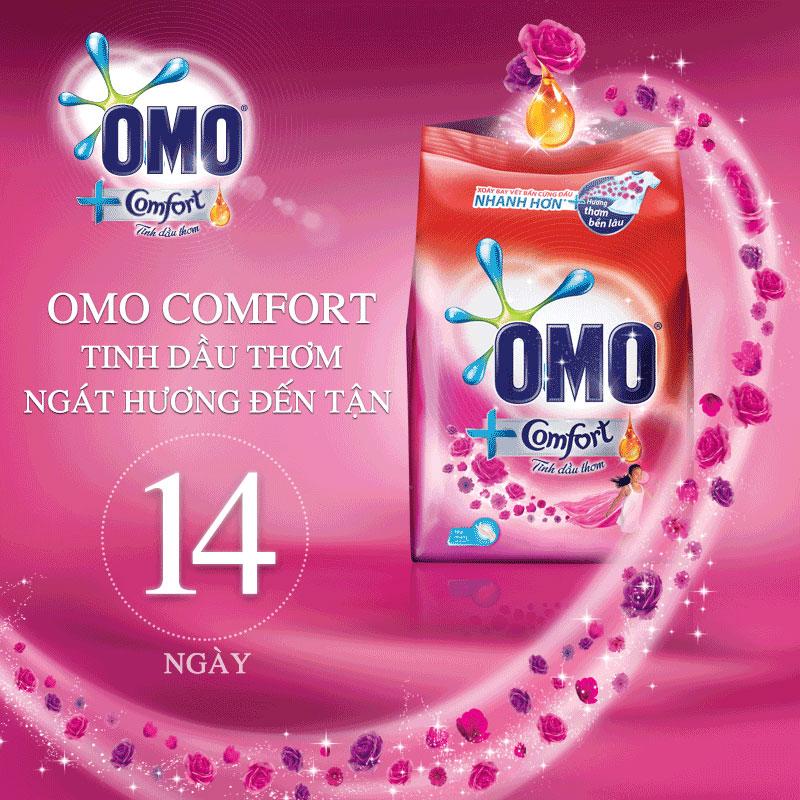 OMO®
+ Comfort
Tinh dầu thơm
OMO COMFORT
TINH DẦU THƠM
NGÁT HƯƠNG ĐẾN TẬN
14
NGÀY
XOÁY BAY VẾT BẨN CỨNG ĐẦU
NHANH HƠN*
+ Hương
thơm
bền lâu
OMO®
+ Comfort
Tinh dầu thơm